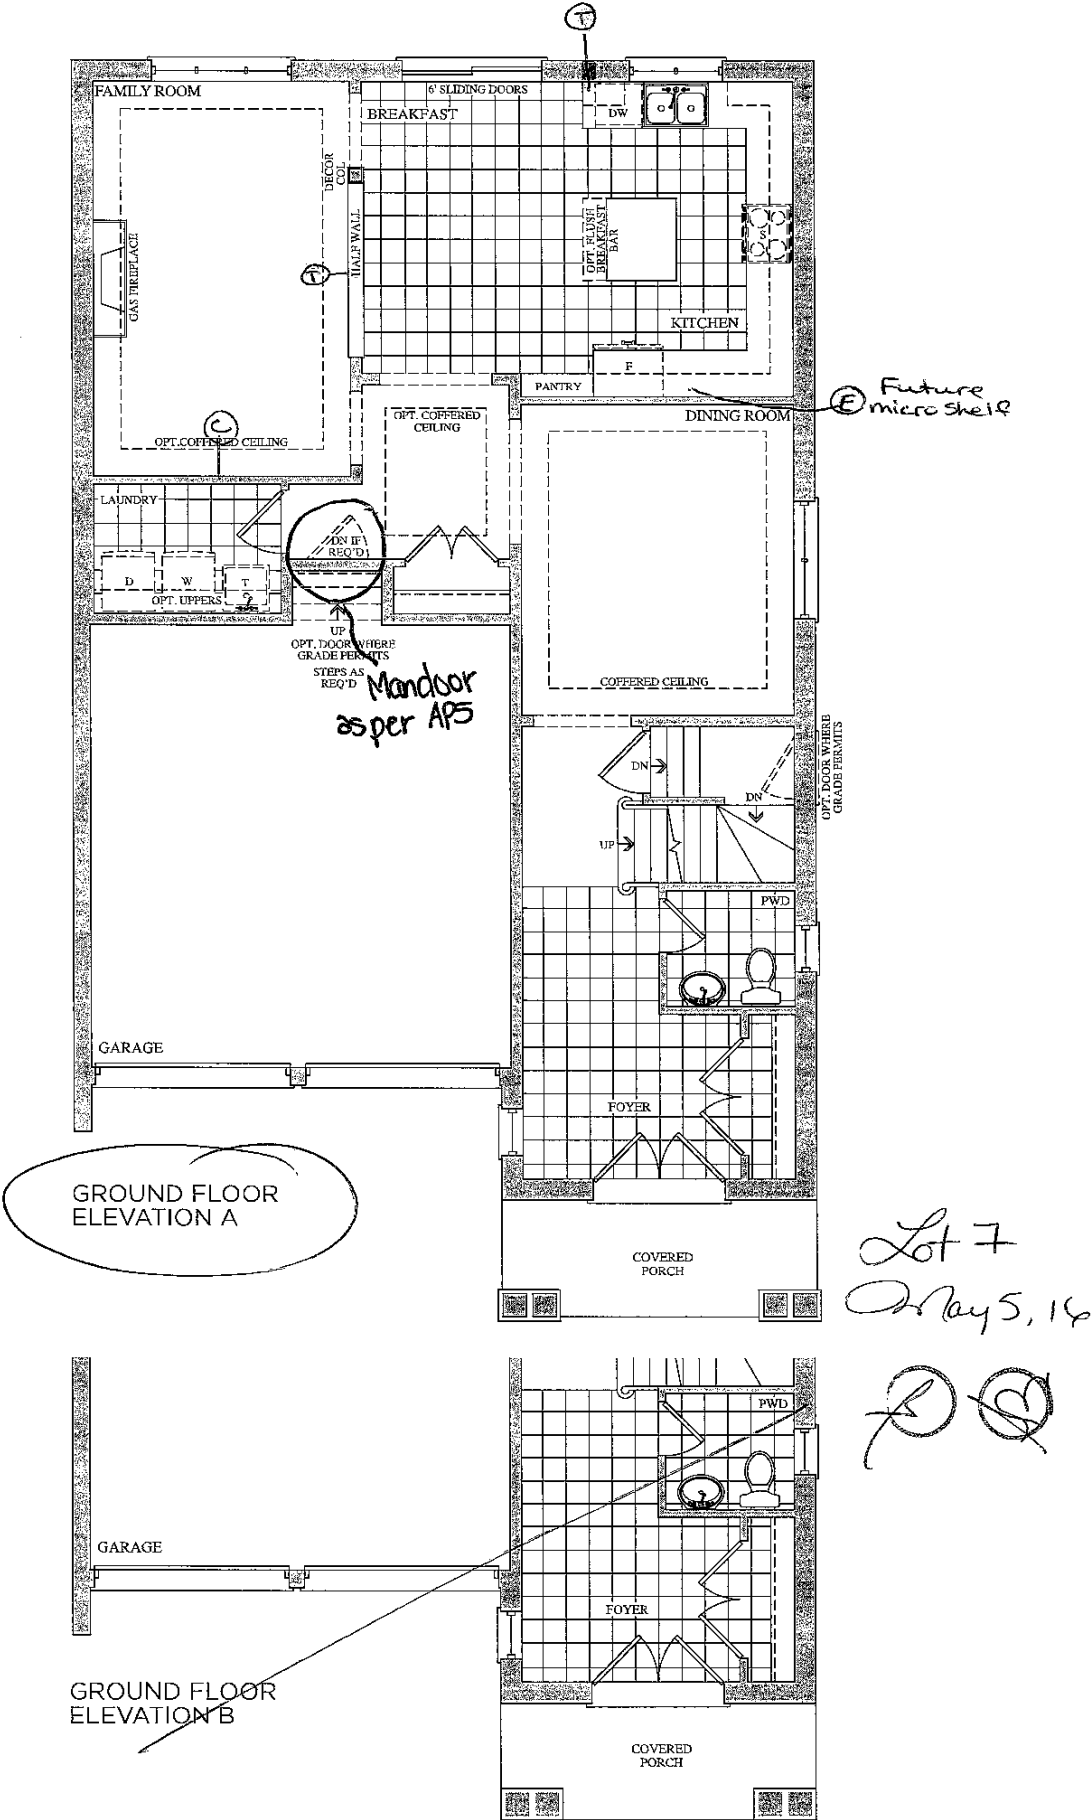 T
FAMILY ROOM
6' SLIDING DOORS
BREAKFAST
DW
DECOR
COL
HALF WALL
T
GAS FIREPLACE
OPT. FLUSH
BREAKFAST
BAR
S
KITCHEN
F
PANTRY
E Future
micro shelf
DINING ROOM
OPT. COFFERED
CEILING
C
OPT.COFFERED CEILING
LAUNDRY
DN IF
REQ'D
D
W
T
OPT. UPPERS
UP
OPT. DOOR WHERE
GRADE PERMITS
STEPS AS
REQ'D
Mandoor
as per APS
COFFERED CEILING
OPT. DOOR WHERE
GRADE PERMITS
DN
DN
UP
PWD
GARAGE
FOYER
GROUND FLOOR
ELEVATION A
COVERED
PORCH
Lot 7
May 5, 16
PWD
GARAGE
FOYER
GROUND FLOOR
ELEVATION B
COVERED
PORCH